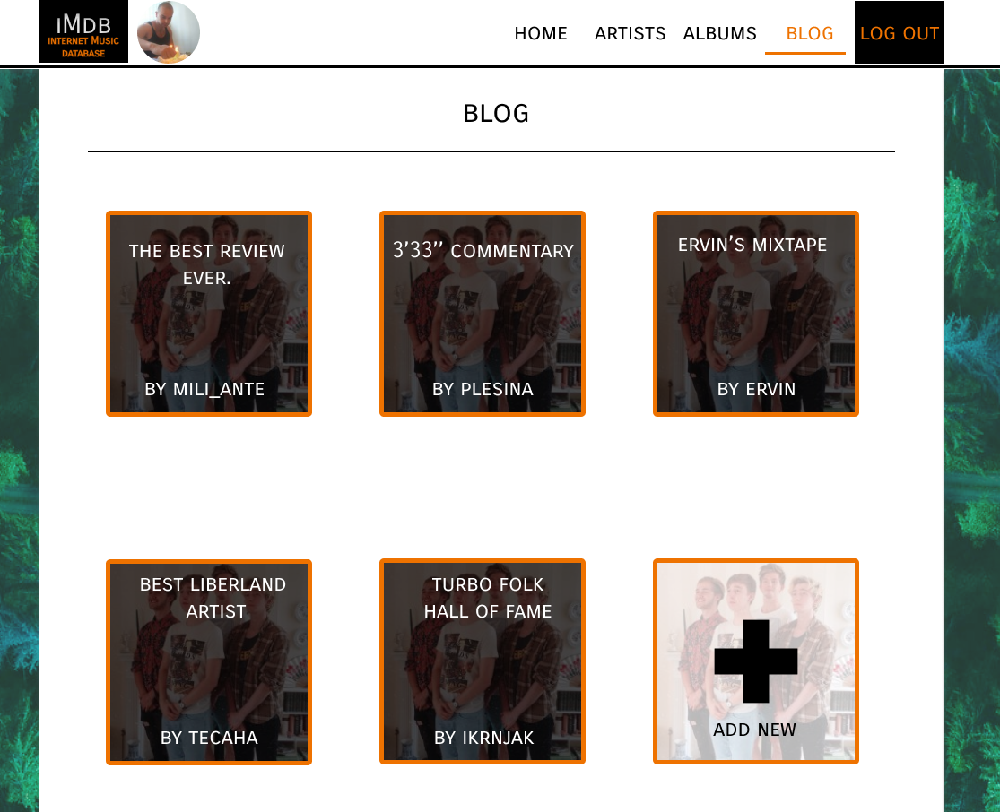 iMDB
INTERNET MUSIC
DATABASE
HOME ARTISTS ALBUMS BLOG LOG OUT
BLOG
THE BEST REVIEW
EVER.
BY MILI_ANTE
3'33'' COMMENTARY
BY PLESINA
ERVIN'S MIXTAPE
BY ERVIN
BEST LIBERLAND
ARTIST
BY TECAHA
TURBO FOLK
HALL OF FAME
BY IKRNJAK
ADD NEW